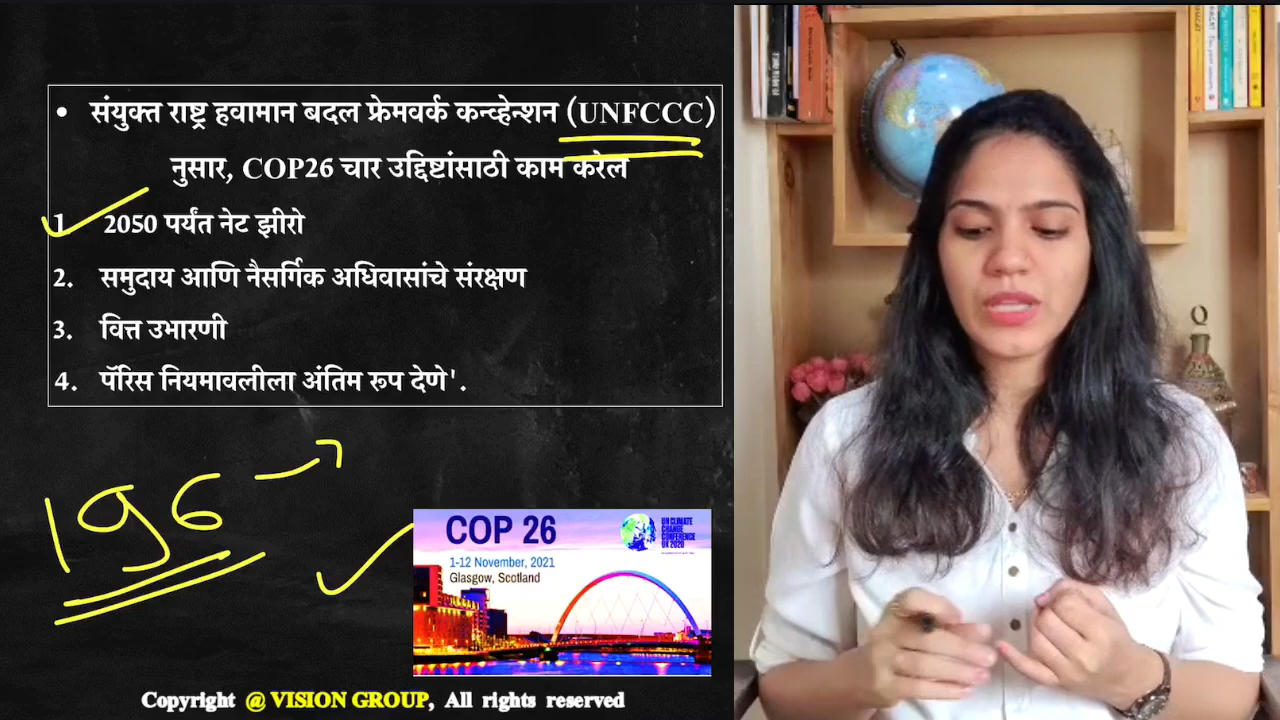 • संयुक्त राष्ट्र हवामान बदल फ्रेमवर्क कन्व्हेन्शन (UNFCCC)
नुसार, COP26 चार उद्दिष्टांसाठी काम करेल
1 2050 पर्यंत नेट झीरो
2. समुदाय आणि नैसर्गिक अधिवासांचे संरक्षण
3. वित्त उभारणी
4. पॅरिस नियमावलीला अंतिम रूप देणे'.
196
COP 26
1-12 November, 2021
Glasgow, Scotland
UN CLIMATE
CHANGE
CONFERENCE
UK 2020
Copyright @ VISION GROUP, All rights reserved